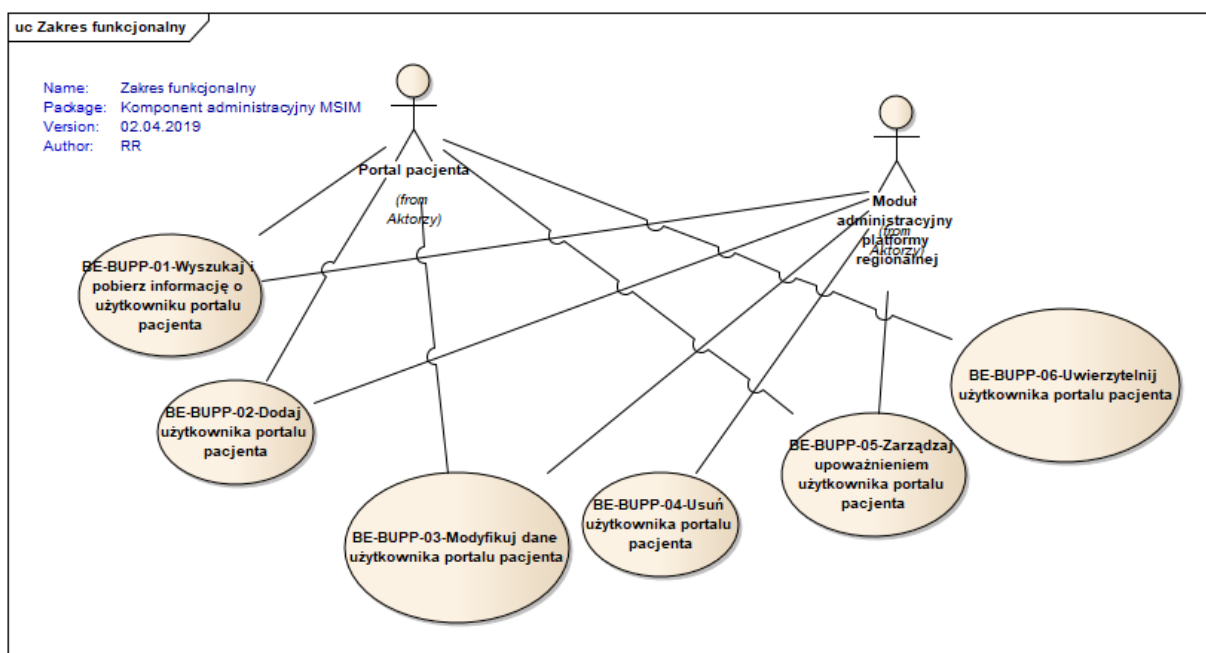 uc Zakres funkcjonalny
Name: Zakres funkcjonalny
Package: Komponent administracyjny MSIM
Version: 02.04.2019
Author: RR
Portal pacjenta
(from
Aktorzy)
Moduł
administracyjny
platformy
regionalnej
(from
Aktorzy)
BE-BUPP-01-Wyszukaj i
pobierz informację o
użytkowniku portalu
pacjenta
BE-BUPP-02-Dodaj
użytkownika portalu
pacjenta
BE-BUPP-03-Modyfikuj dane
użytkownika portalu pacjenta
BE-BUPP-04-Usuń
użytkownika portalu
pacjenta
BE-BUPP-05-Zarządzaj
upoważnieniem
użytkownika portalu
pacjenta
BE-BUPP-06-Uwierzytelnij
użytkownika portalu pacjenta